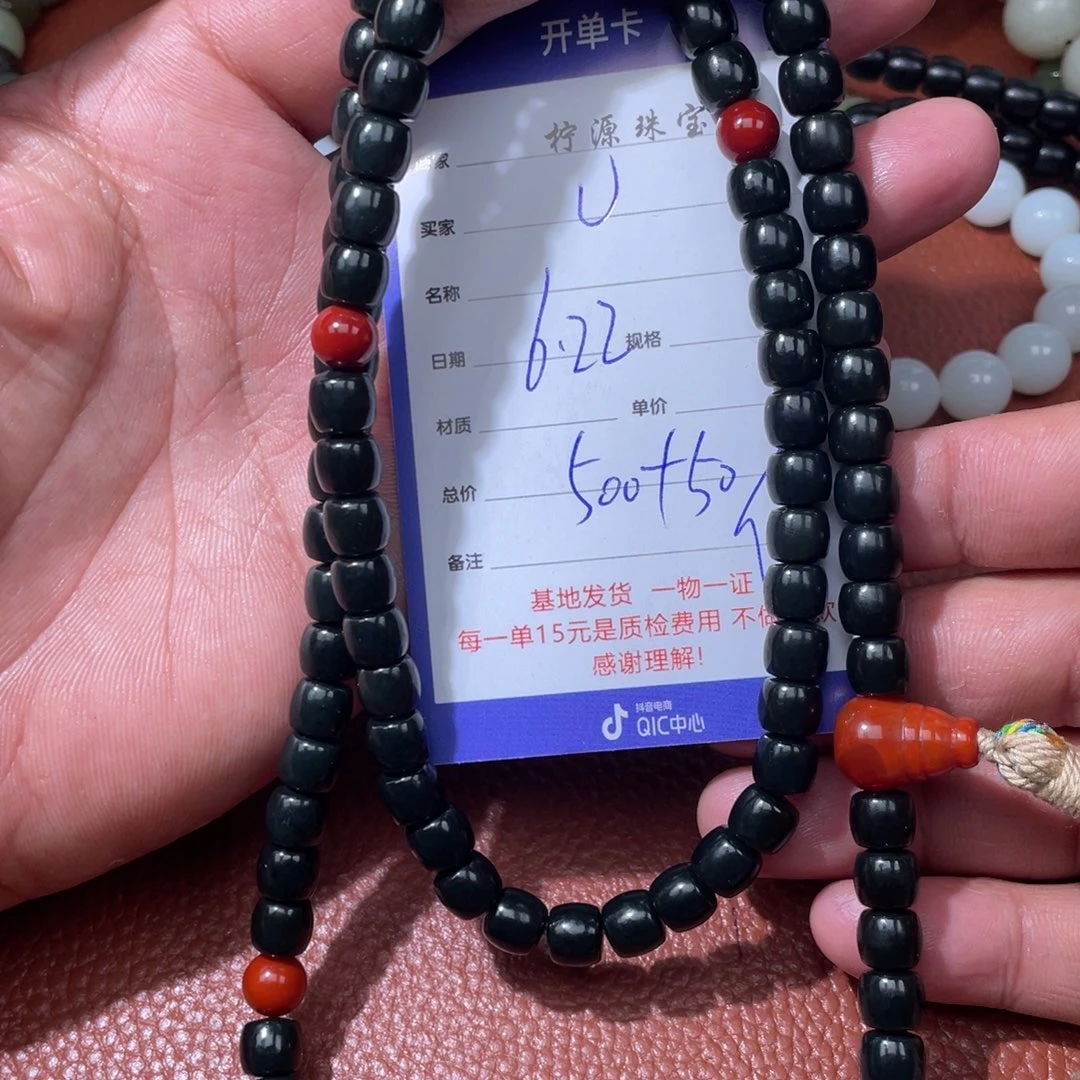 开单卡
柠源珠宝
家
买家 U
名称
日期 6.22 规格
材质 单价
总价 500+50
备注
基地发货 一物一证
每一单15元是质检费用 不
感谢理解!
抖音电商
QIC中心